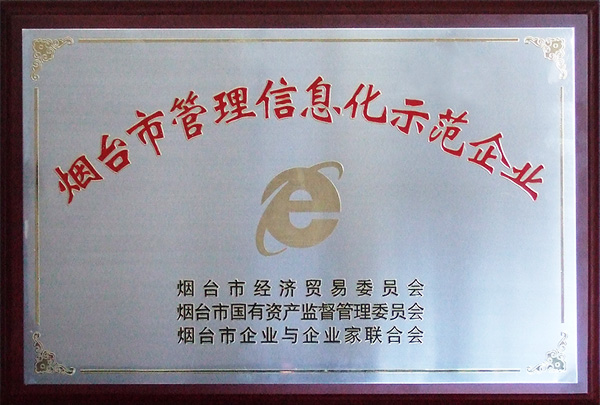 烟台市管理信息化示范企业
e
烟台市经济贸易委员会
烟台市国有资产监督管理委员会
烟台市企业与企业家联合会